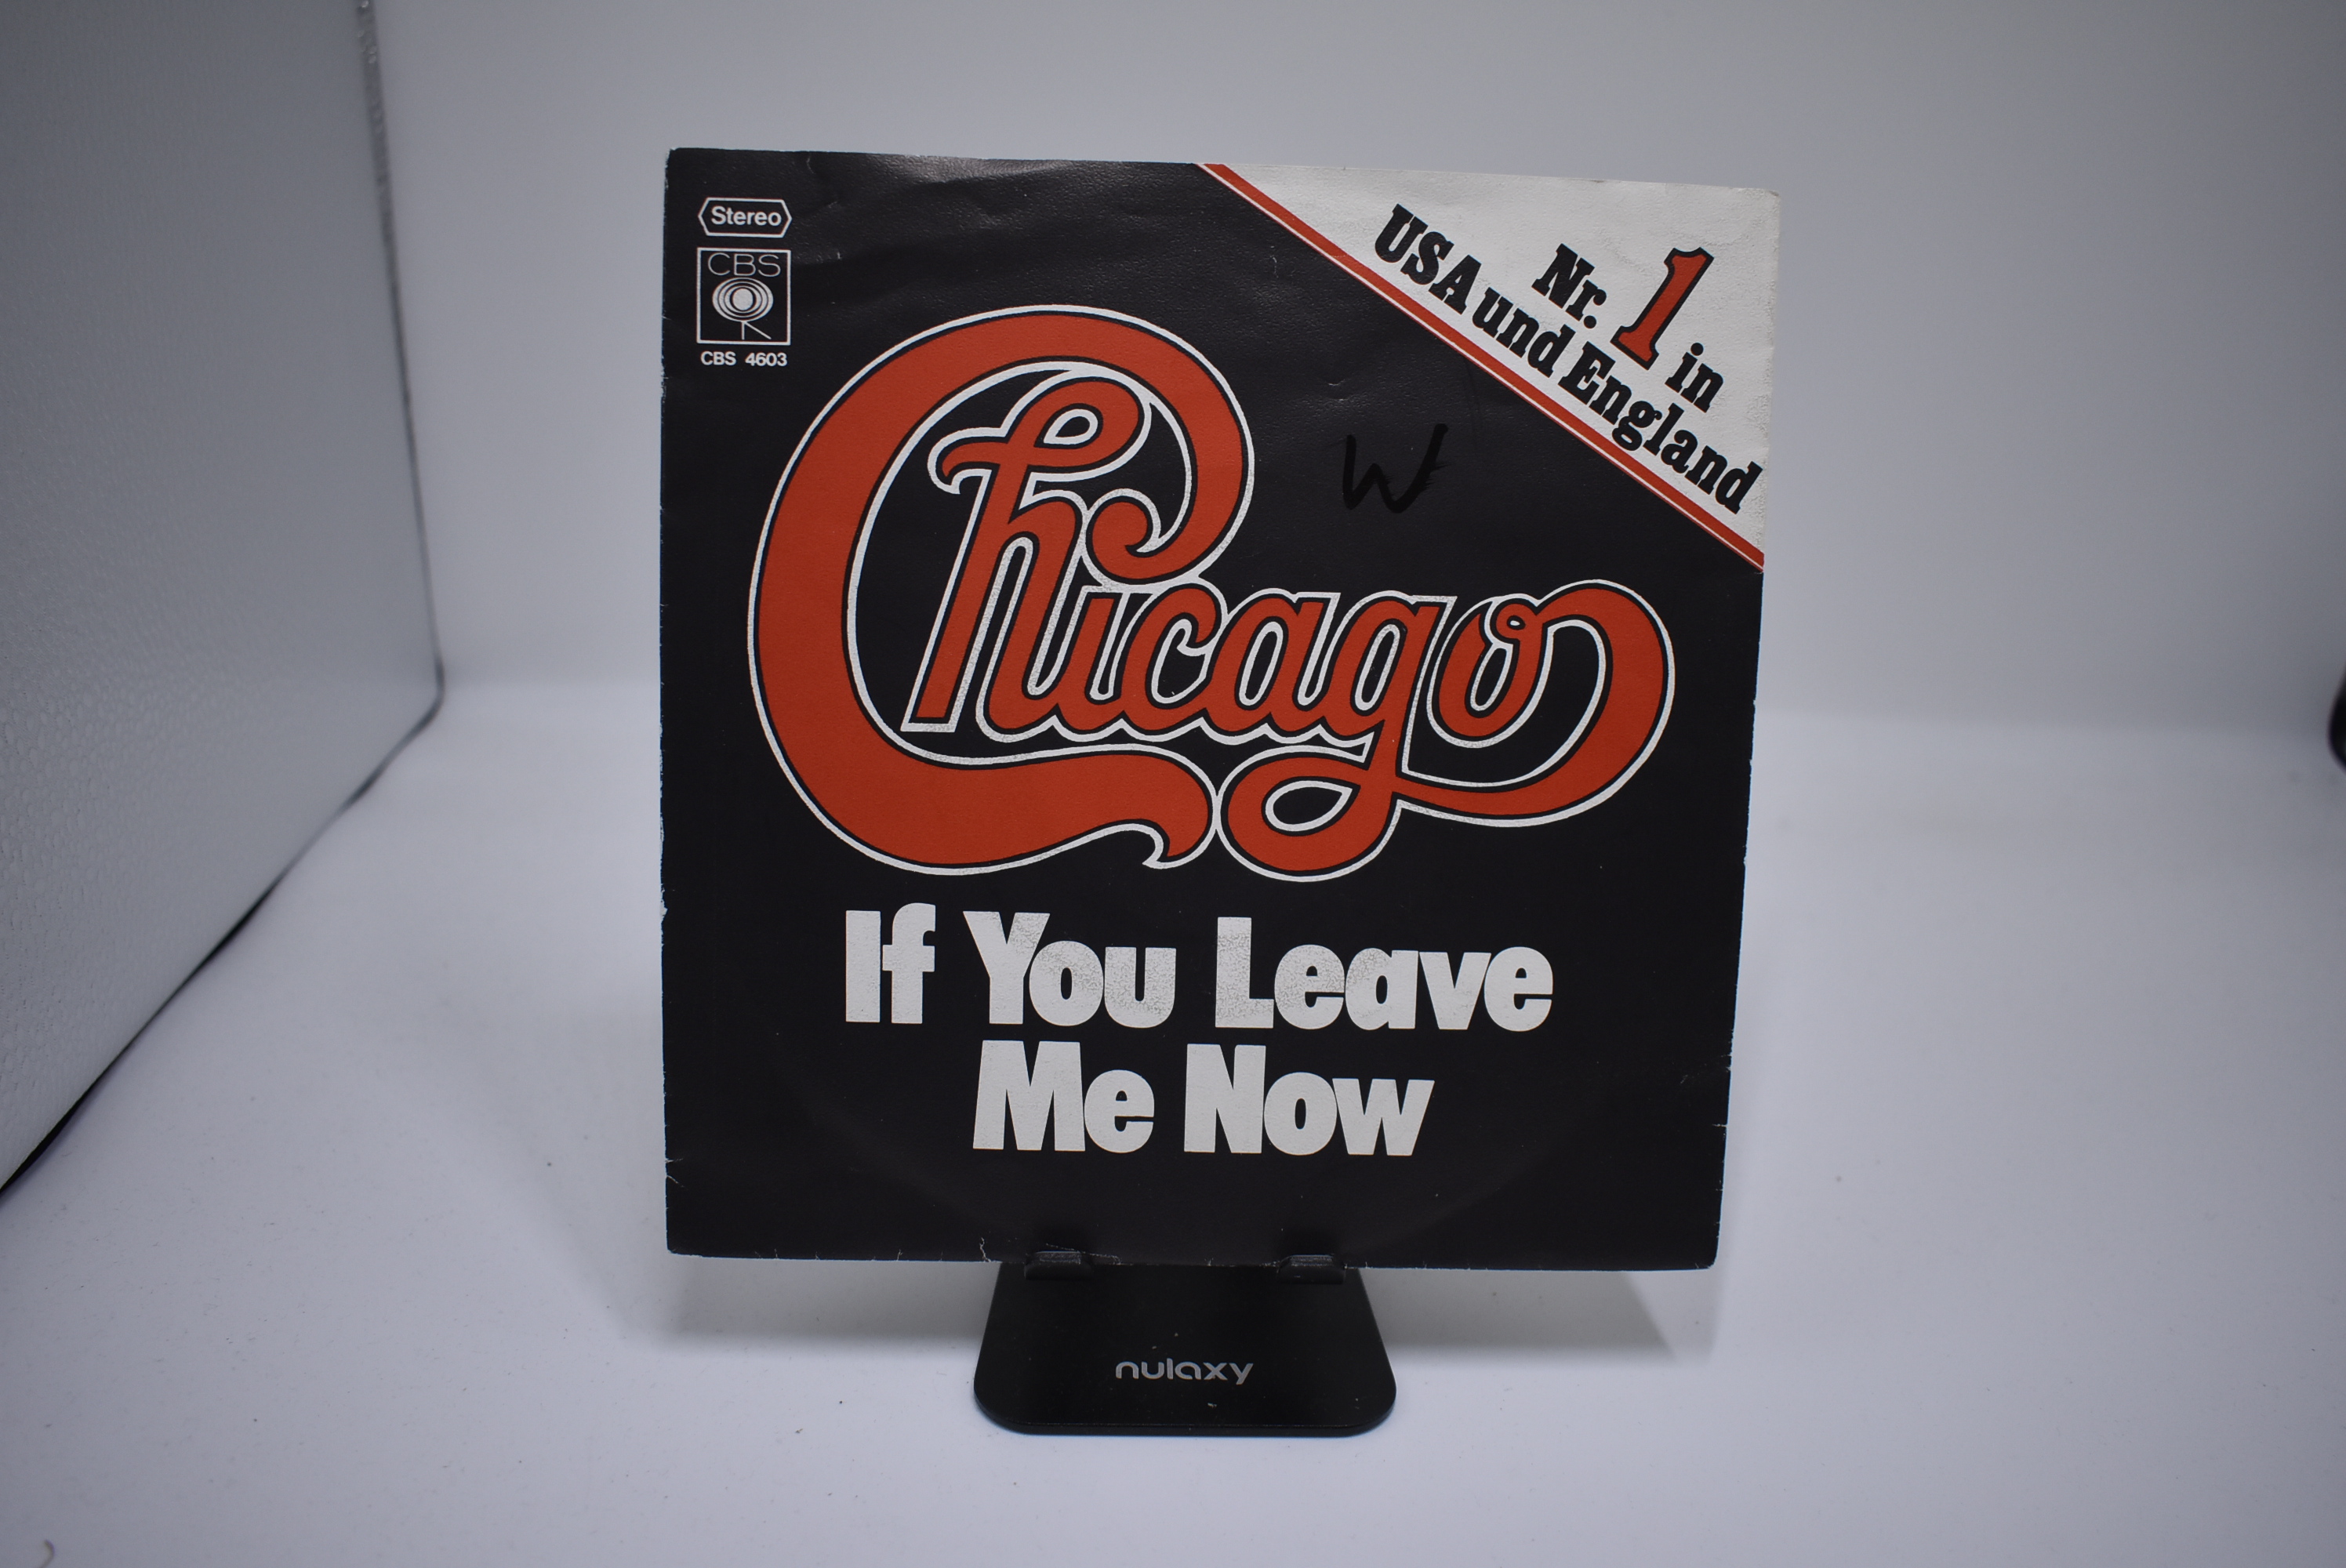 Stereo
CBS
CBS 4603
Nr. 1 in
USA und England
W
Chicago
If You Leave
Me Now
nulaxy